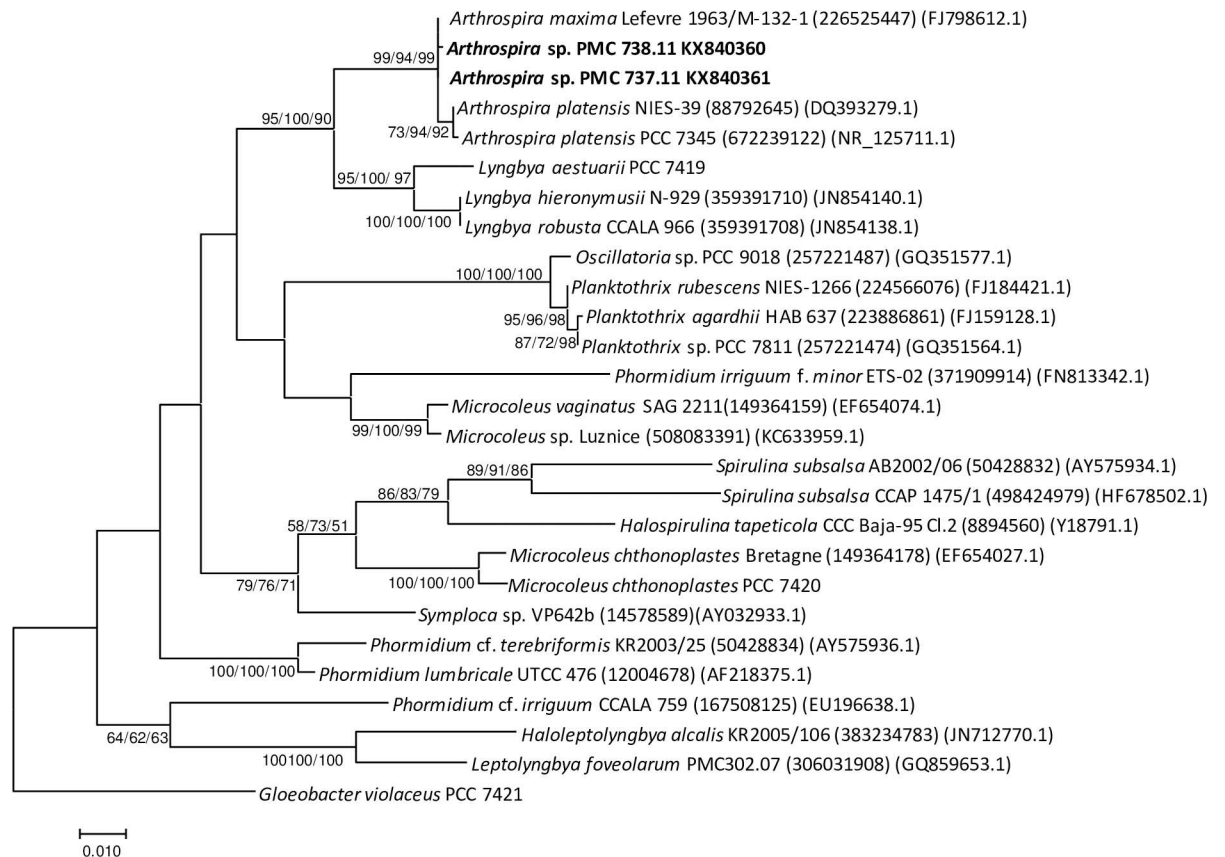 Arthrospira maxima Lefevre 1963/M-132-1 (226525447) (FJ798612.1)
Arthrospira sp. PMC 738.11 KX840360
99/94/99
Arthrospira sp. PMC 737.11 KX840361
Arthrospira platensis NIES-39 (88792645) (DQ393279.1)
95/100/90
73/94/92
Arthrospira platensis PCC 7345 (672239122) (NR_125711.1)
Lyngbya aestuarii PCC 7419
95/100/ 97
Lyngbya hieronymusii N-929 (359391710) (JN854140.1)
100/100/100
Lyngbya robusta CCALA 966 (359391708) (JN854138.1)
Oscillatoria sp. PCC 9018 (257221487) (GQ351577.1)
100/100/100
Planktothrix rubescens NIES-1266 (224566076) (FJ184421.1)
95/96/98
Planktothrix agardhii HAB 637 (223886861) (FJ159128.1)
87/72/98
Planktothrix sp. PCC 7811 (257221474) (GQ351564.1)
Phormidium irriguum f. minor ETS-02 (371909914) (FN813342.1)
Microcoleus vaginatus SAG 2211(149364159) (EF654074.1)
99/100/99
Microcoleus sp. Luznice (508083391) (KC633959.1)
Spirulina subsalsa AB2002/06 (50428832) (AY575934.1)
89/91/86
86/83/79
Spirulina subsalsa CCAP 1475/1 (498424979) (HF678502.1)
58/73/51
Halospirulina tapeticola CCC Baja-95 Cl.2 (8894560) (Y18791.1)
Microcoleus chthonoplastes Bretagne (149364178) (EF654027.1)
79/76/71
100/100/100
Microcoleus chthonoplastes PCC 7420
Symploca sp. VP642b (14578589)(AY032933.1)
Phormidium cf. terebriformis KR2003/25 (50428834) (AY575936.1)
100/100/100
Phormidium lumbricale UTCC 476 (12004678) (AF218375.1)
Phormidium cf. irriguum CCALA 759 (167508125) (EU196638.1)
64/62/63
Haloleptolyngbya alcalis KR2005/106 (383234783) (JN712770.1)
100100/100
Leptolyngbya foveolarum PMC302.07 (306031908) (GQ859653.1)
Gloeobacter violaceus PCC 7421
0.010